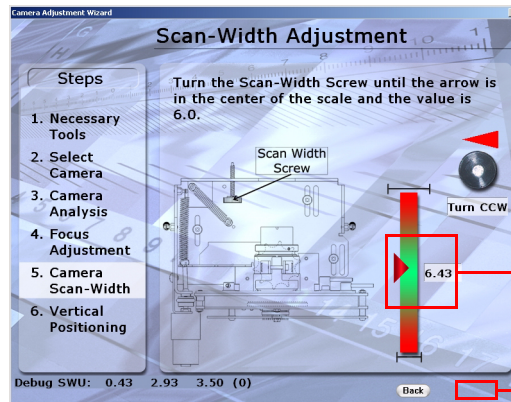 Camera Adjustment Wizard
Scan-Width Adjustment
Steps
1. Necessary
Tools
2. Select
Camera
3. Camera
Analysis
4. Focus
Adjustment
5. Camera
Scan-Width
6. Vertical
Positioning
Turn the Scan-Width Screw until the arrow is
in the center of the scale and the value is
6.0.
Scan Width
Screw
Turn CCW
6.43
Debug SWU: 0.43 2.93 3.50 (0)
Back